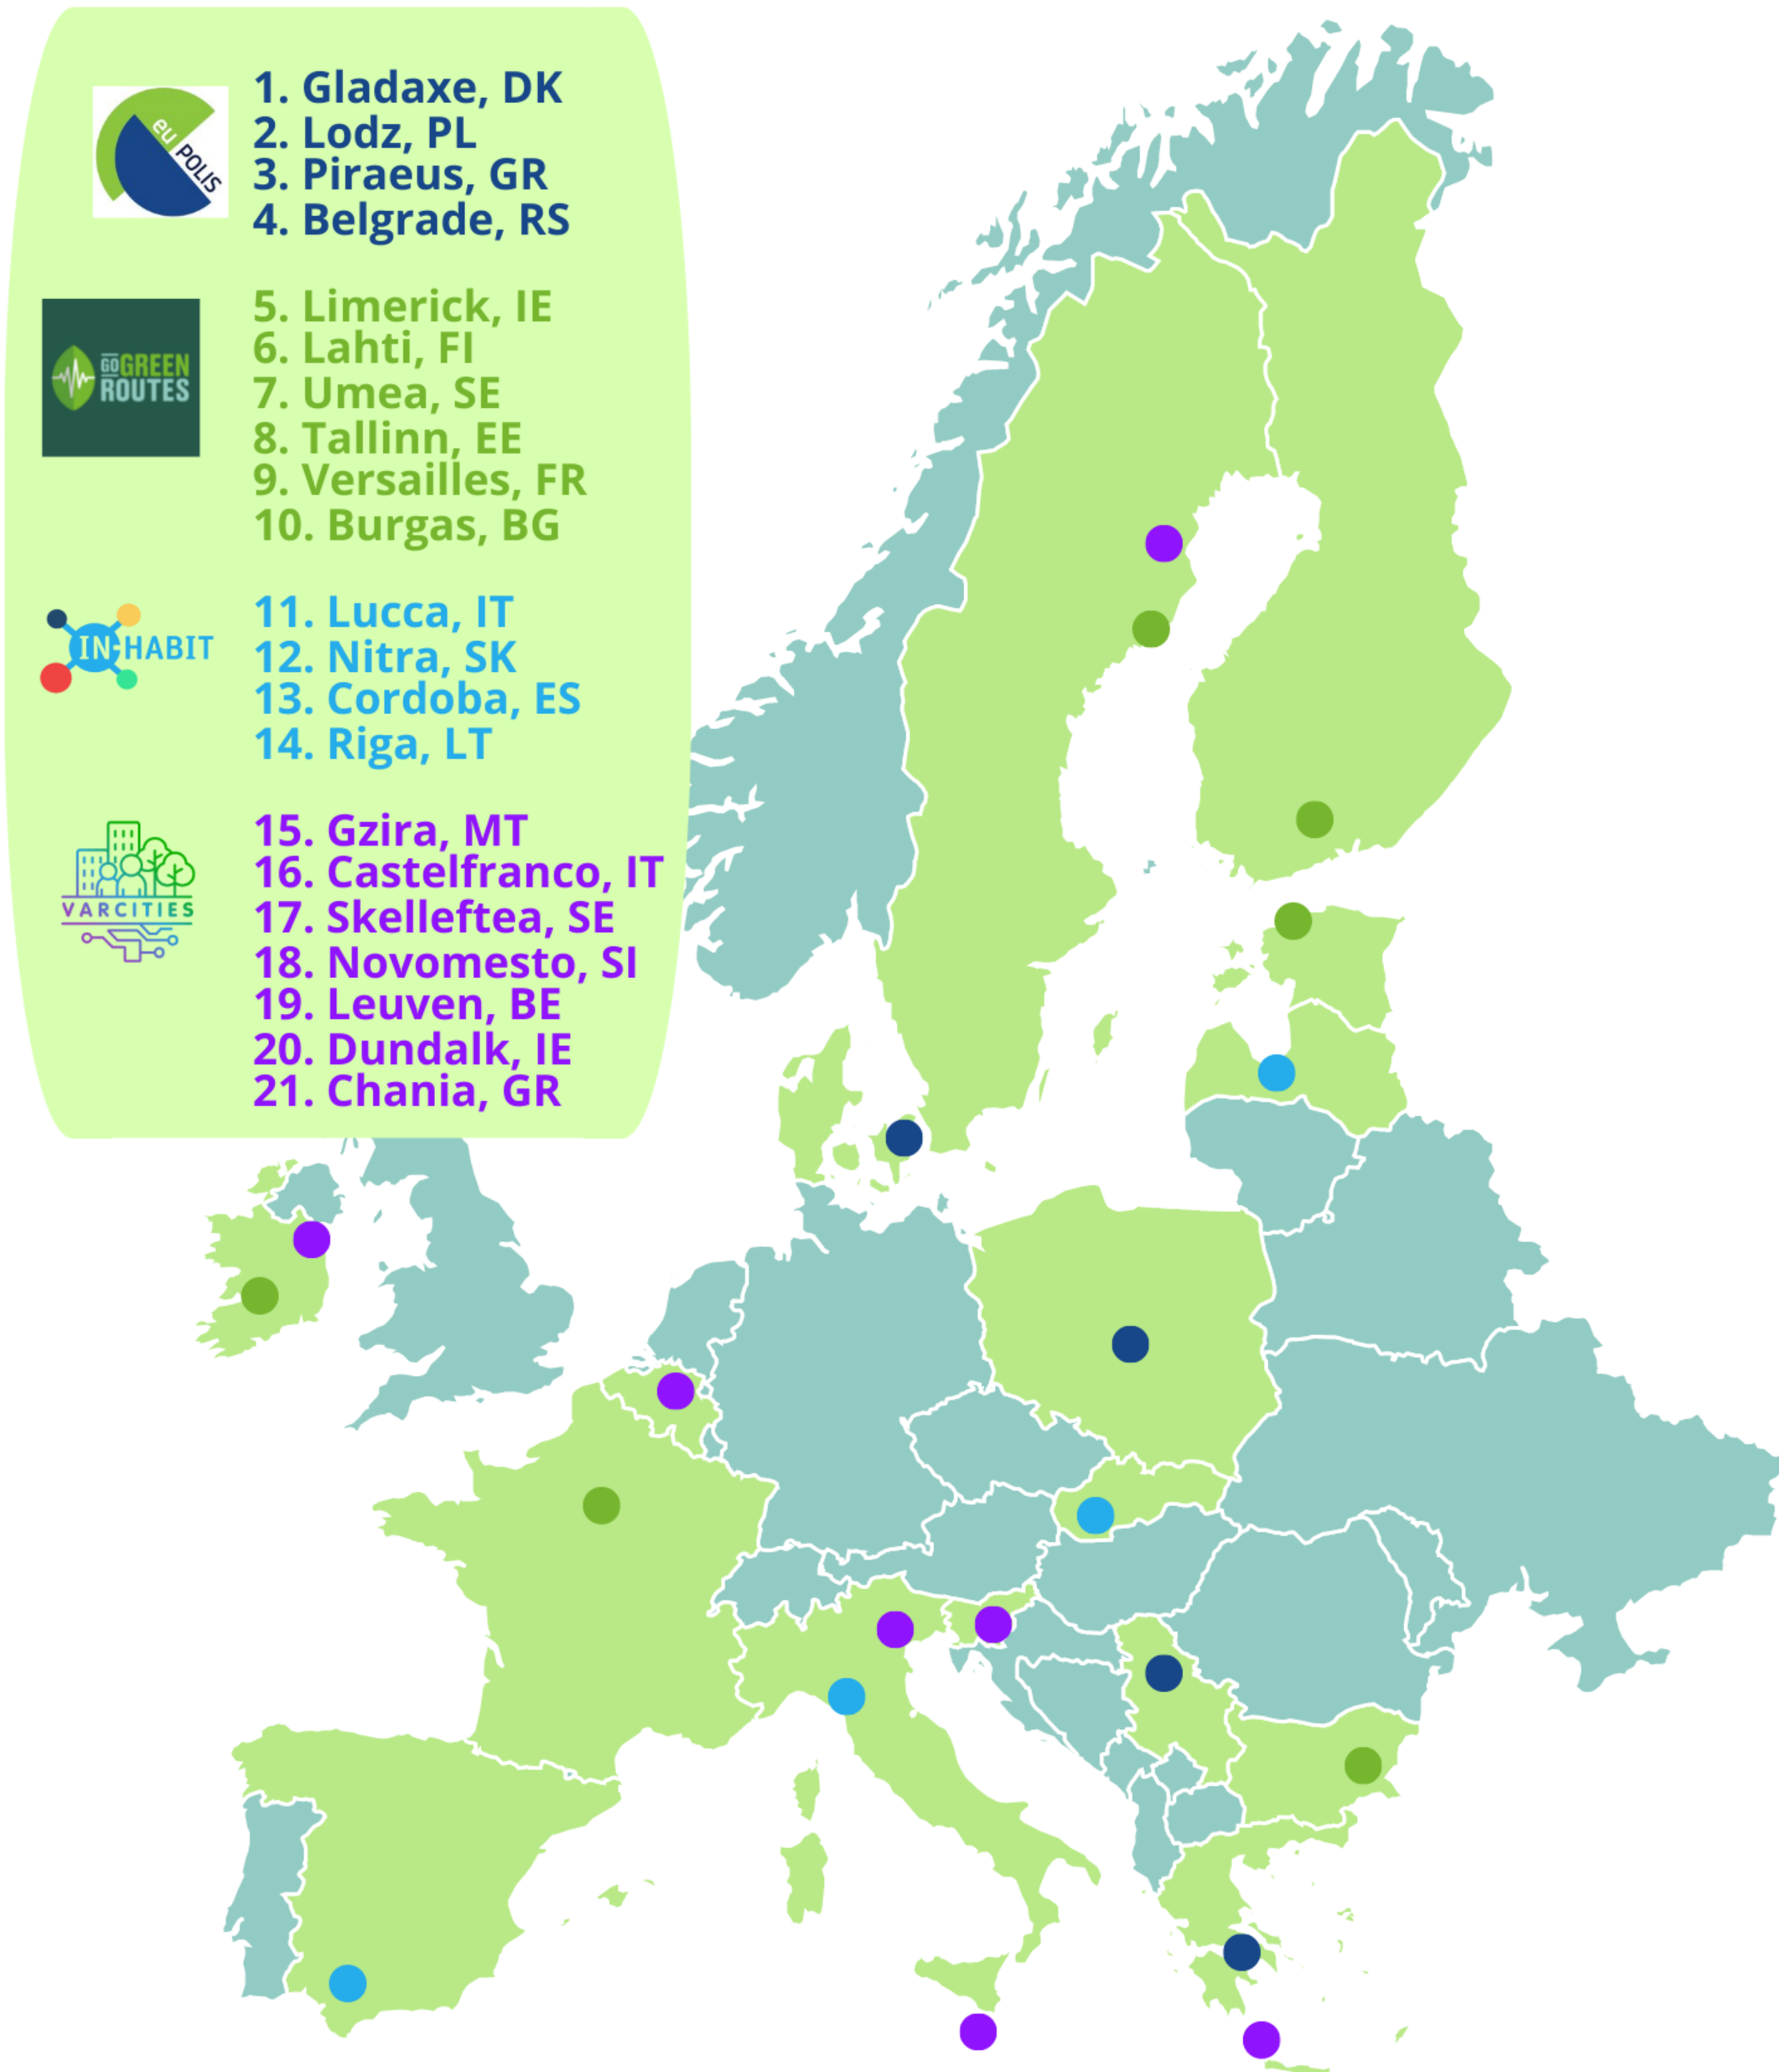 eu POLIS
1. Gladaxe, DK
2. Lodz, PL
3. Piraeus, GR
4. Belgrade, RS
GOGREEN
ROUTES
5. Limerick, IE
6. Lahti, FI
7. Umea, SE
8. Tallinn, EE
9. Versailles, FR
10. Burgas, BG
IN-HABIT
11. Lucca, IT
12. Nitra, SK
13. Cordoba, ES
14. Riga, LT
VARCITIES
15. Gzira, MT
16. Castelfranco, IT
17. Skelleftea, SE
18. Novomesto, SI
19. Leuven, BE
20. Dundalk, IE
21. Chania, GR